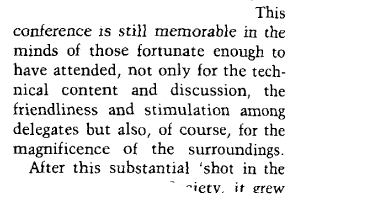 This
conference is still memorable in the
minds of those fortunate enough to
have attended, not only for the tech-
nical content and discussion, the
friendliness and stimulation among
delegates but also, of course, for the
magnificence of the surroundings.
After this substantial 'shot in the
it grew